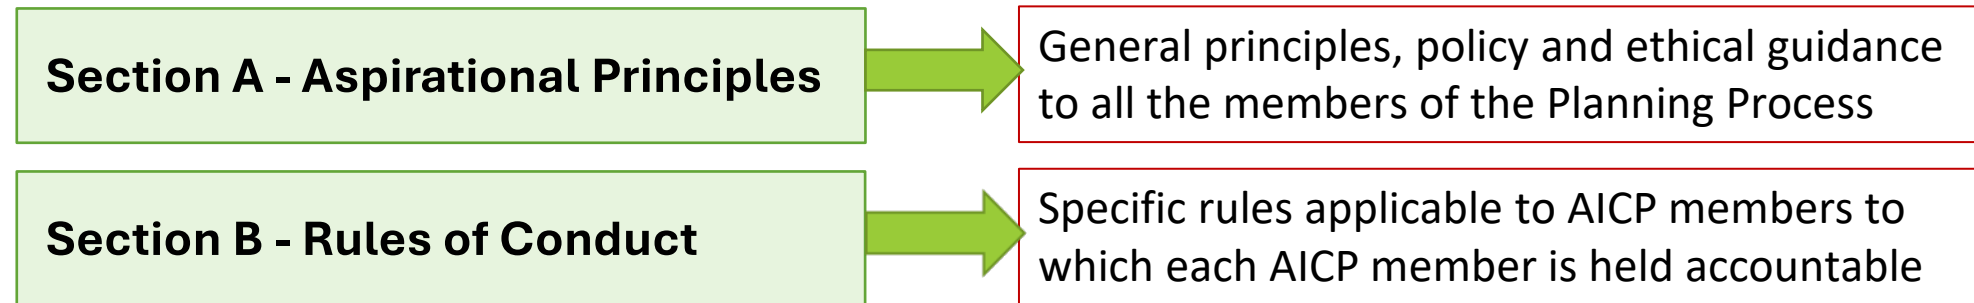 Section A - Aspirational Principles
General principles, policy and ethical guidance
to all the members of the Planning Process
Section B - Rules of Conduct
Specific rules applicable to AICP members to
which each AICP member is held accountable